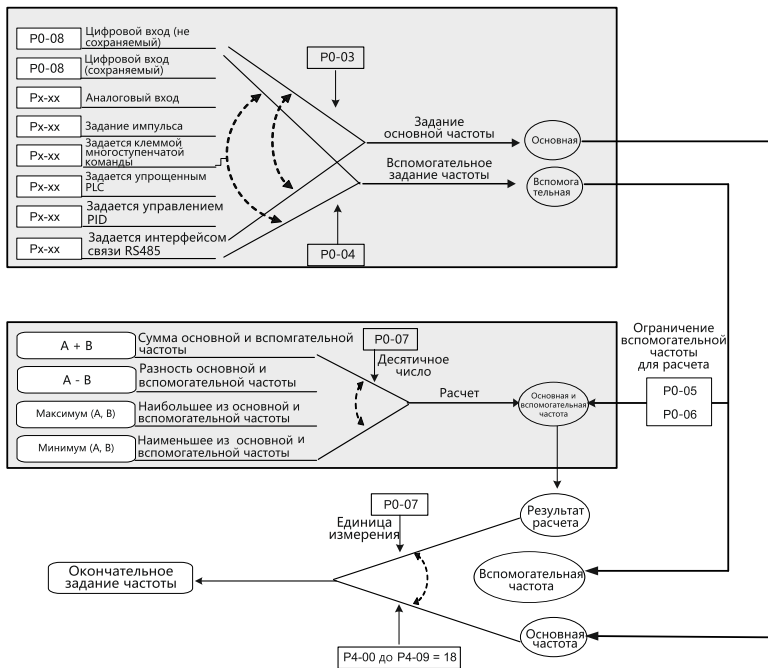 P0-08
Цифровой вход (не
сохраняемый)
P0-08
Цифровой вход
(сохраняемый)
Px-xx
Аналоговый вход
Px-xx
Задание импульса
Px-xx
Задается клеммой
многоступенчатой
команды
Px-xx
Задается упрощенным
PLC
Px-xx
Задается управлением
PID
Px-xx
Задается интерфейсом
связи RS485
P0-03
P0-04
Задание
основной частоты
Вспомогательное
задание частоты
Основная
Вспомога
тельная
A + B
Сумма основной и вспомгательной
частоты
A - B
Разность основной и
вспомогательной частоты
Максимум (A, B)
Наибольшее из основной и
вспомогательной частоты
Минимум (A, B)
Наименьшее из основной и
вспомогательной частоты
P0-07
Десятичное
число
Расчет
Основная и
вспомогательная
частота
Ограничение
вспомогательной
частоты
для расчета
P0-05
P0-06
P0-07
Единица
измерения
Результат
расчета
Окончательное
задание частоты
Вспомогательная
частота
Основная
частота
P4-00 до P4-09 = 18